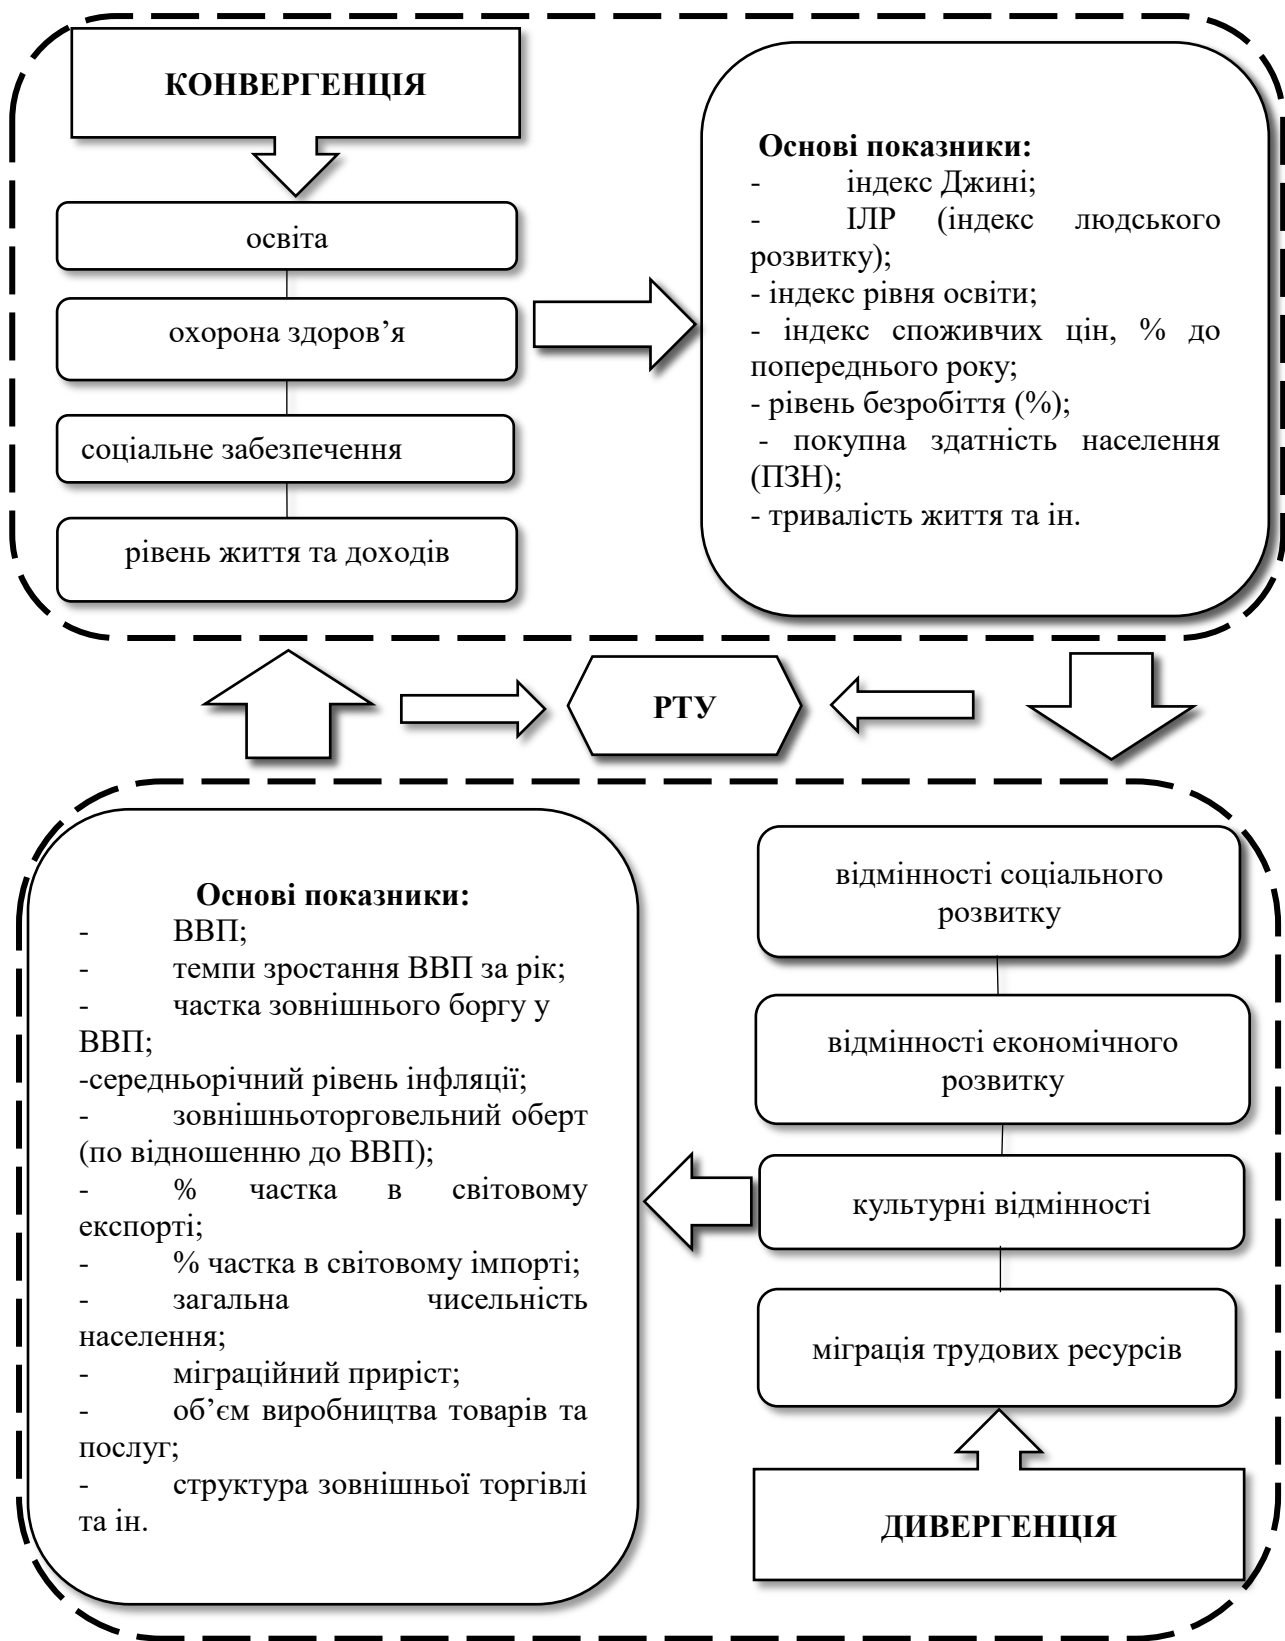 КОНВЕРГЕНЦІЯ
освіта
охорона здоров’я
соціальне забезпечення
рівень життя та доходів
Основі показники:
- індекс Джині;
- ІЛР (індекс людського
розвитку);
- індекс рівня освіти;
- індекс споживчих цін, % до
попереднього року;
- рівень безробіття (%);
- покупна здатність населення
(ПЗН);
- тривалість життя та ін.
РТУ
Основі показники:
- ВВП;
- темпи зростання ВВП за рік;
- частка зовнішнього боргу у
ВВП;
-середньорічний рівень інфляції;
- зовнішньоторговельний оберт
(по відношенню до ВВП);
- % частка в світовому
експорті;
- % частка в світовому імпорті;
- загальна чисельність
населення;
- міграційний приріст;
- об’єм виробництва товарів та
послуг;
- структура зовнішньої торгівлі
та ін.
відмінності соціального
розвитку
відмінності економічного
розвитку
культурні відмінності
міграція трудових ресурсів
ДИВЕРГЕНЦІЯ